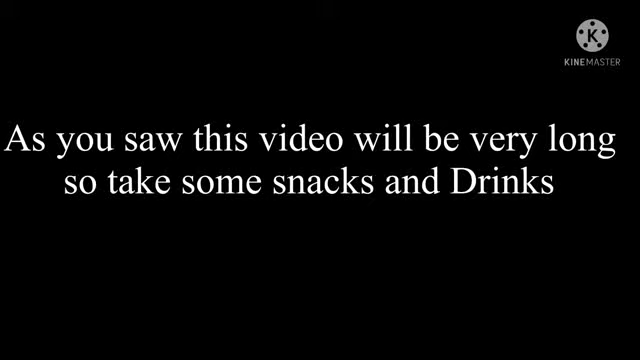 K
KINEMASTER
As you saw this video will be very long
so take some snacks and Drinks